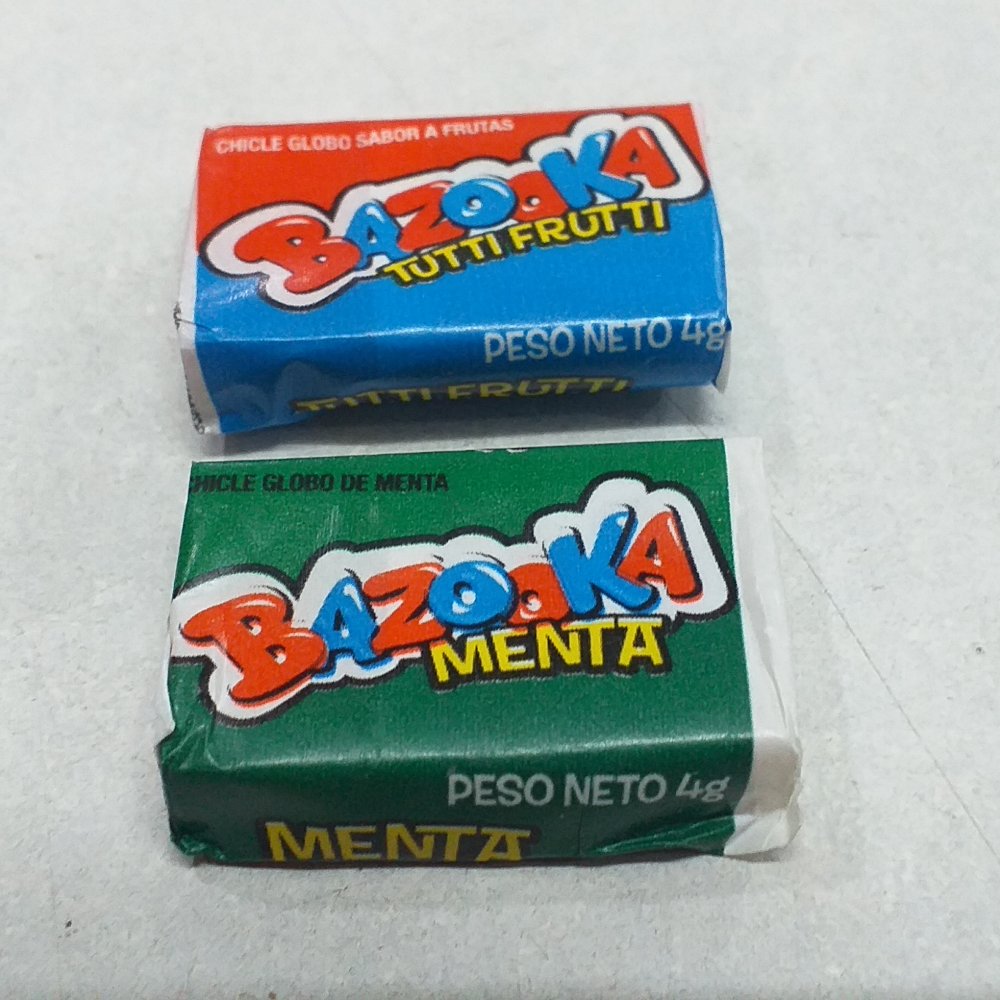 CHICLE GLOBO SABOR A FRUTAS
BAZOOKA
TUTTI FRUTTI
PESO NETO 4g
TUTTI FRUTTI
CHICLE GLOBO DE MENTA
BAZOOKA
MENTA
PESO NETO 4g
MENTA